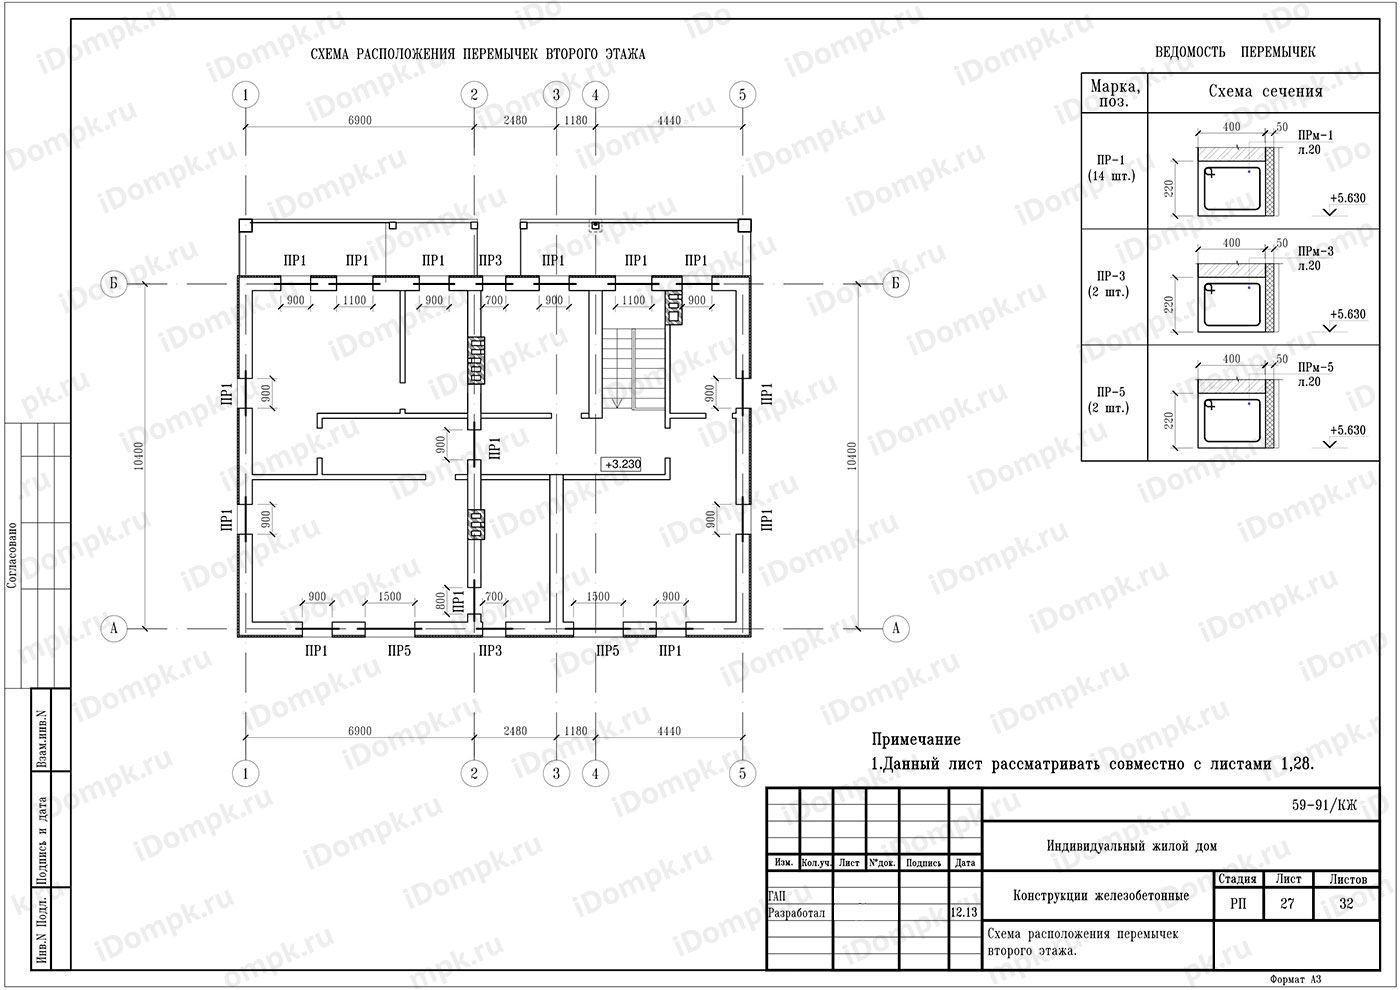 СХЕМА РАСПОЛОЖЕНИЯ ПЕРЕМЫЧЕК ВТОРОГО ЭТАЖА
1 2 3 4 5
6900 2480 1180 4440
ПР1 ПР1 ПР1 ПР3 ПР1 ПР1 ПР1
Б Б
900 1100 900 700 900 1100 900
ПР1 900 900 ПР1
10400 900 ПР1 10400
+3.230
ПР1 900 900 ПР1
900 1500 800 ПР1 700 1500 900
А А
ПР1 ПР5 ПР3 ПР5 ПР1
6900 2480 1180 4440
1 2 3 4 5
ВЕДОМОСТЬ ПЕРЕМЫЧЕК
Марка, поз.
Схема сечения
ПР-1
(14 шт.)
400 50 ПРм-1
л.20
220
+5.630
ПР-3
(2 шт.)
400 50 ПРм-3
л.20
220
+5.630
ПР-5
(2 шт.)
400 50 ПРм-5
л.20
220
+5.630
Примечание
1.Данный лист рассматривать совместно с листами 1,28.
59-91/КЖ
Индивидуальный жилой дом
Изм. Кол.уч. Лист N°док. Подпись Дата
ГАП
Разработал 12.13
Конструкции железобетонные
Стадия Лист Листов
РП 27 32
Схема расположения перемычек
второго этажа.
Формат А3
Согласовано
Взам.инв.N
Подпись и дата
Инв.N Подл.
iDompk.ru